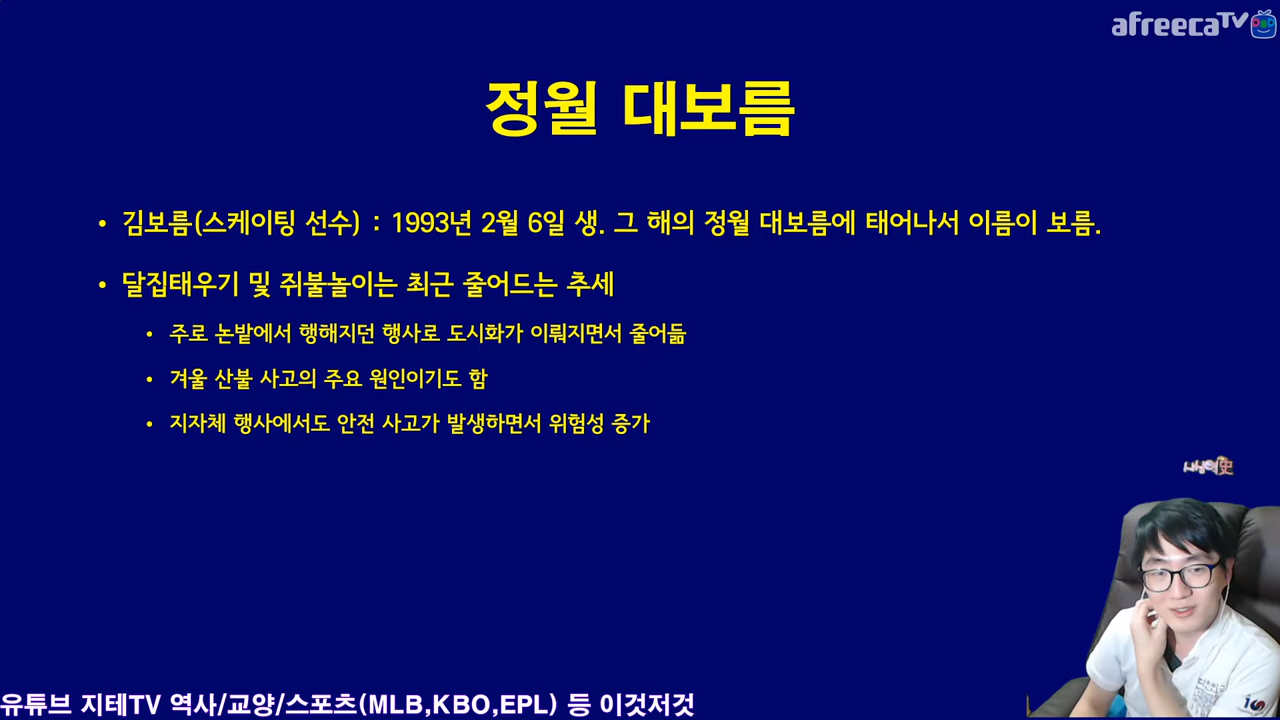 afreecaTV
정월 대보름
• 김보름(스케이팅 선수) : 1993년 2월 6일 생. 그 해의 정월 대보름에 태어나서 이름이 보름.
• 달집태우기 및 쥐불놀이는 최근 줄어드는 추세
• 주로 논밭에서 행해지던 행사로 도시화가 이뤄지면서 줄어듦
• 겨울 산불 사고의 주요 원인이기도 함
• 지자체 행사에서도 안전 사고가 발생하면서 위험성 증가
유튜브 지테TV 역사/교양/스포츠(MLB,KBO,EPL) 등 이것저것